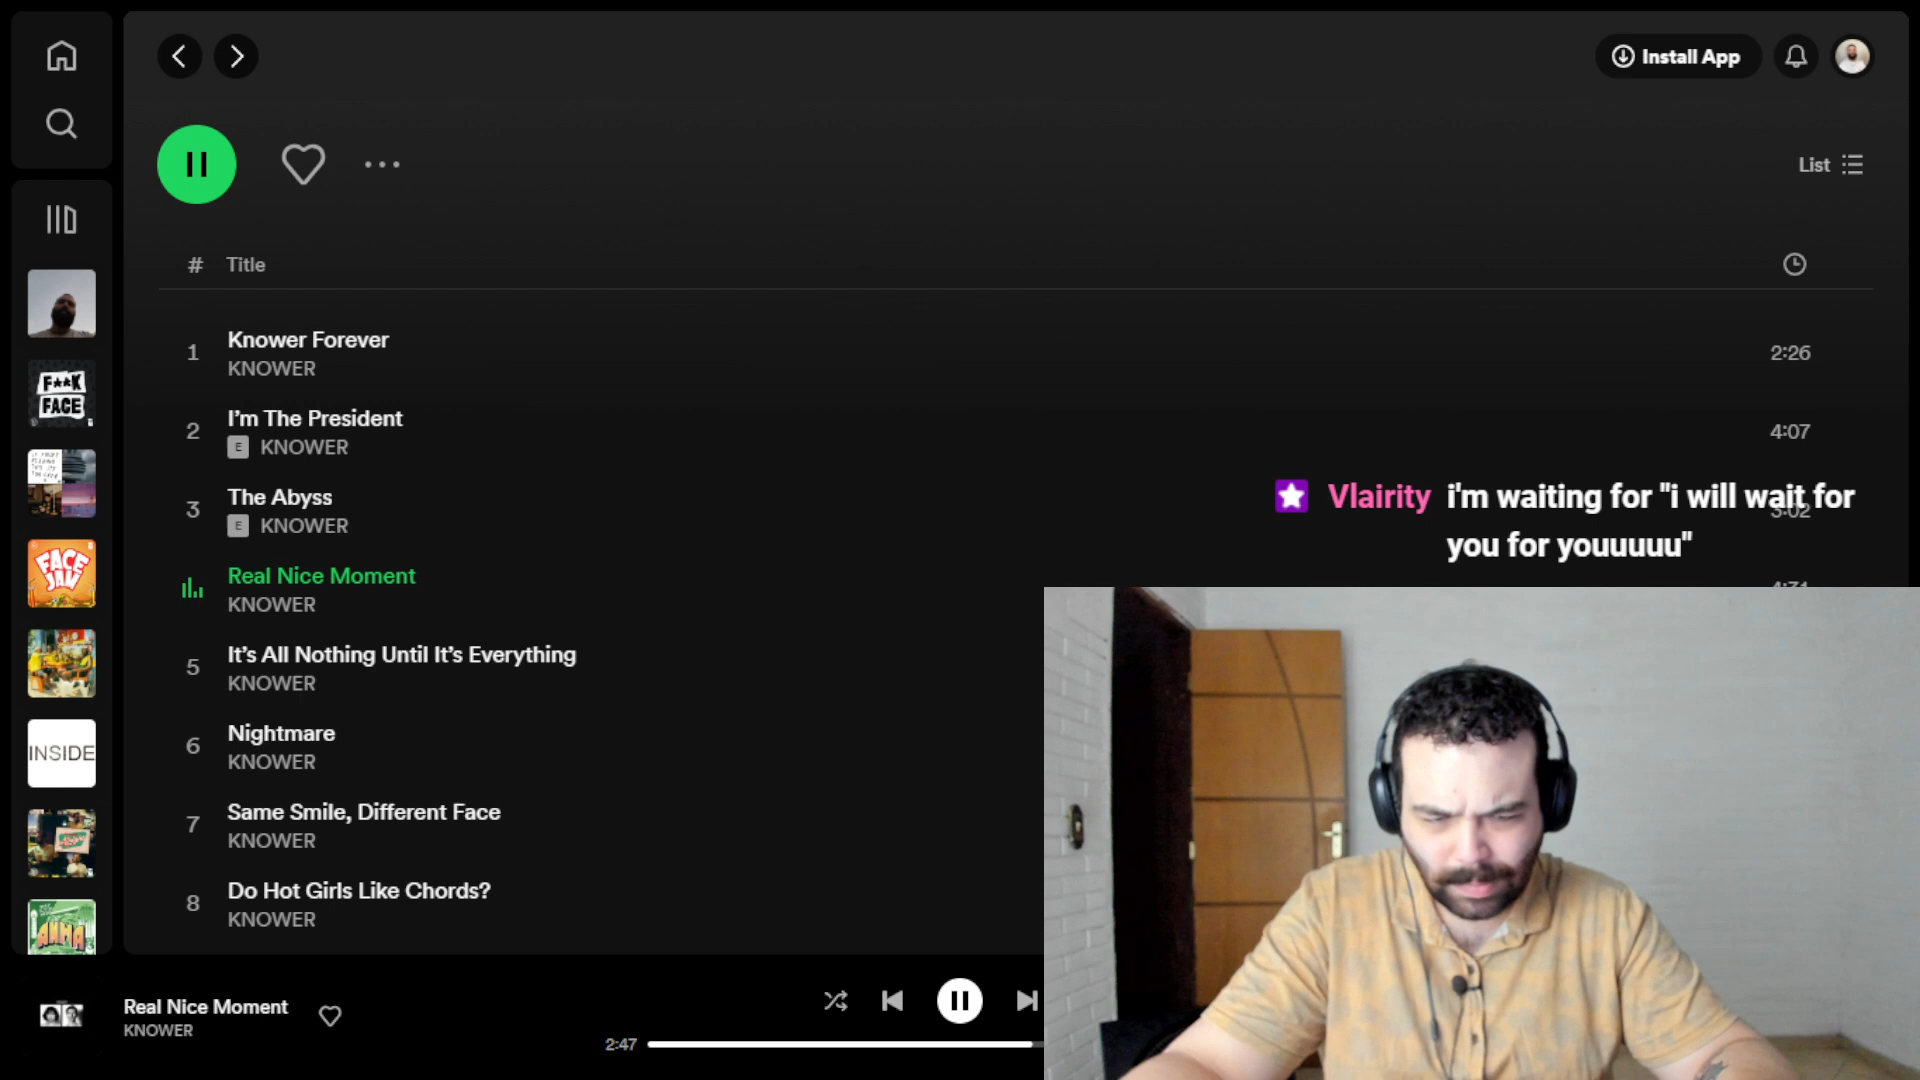 Install App
List
# Title
1 Knower Forever 2:26
KNOWER
2 I'm The President 4:07
E KNOWER
3 The Abyss 3:02
E KNOWER
Vlairity i'm waiting for "i will wait for
you for youuuuu"
Real Nice Moment
KNOWER
5 It's All Nothing Until It's Everything
KNOWER
6 Nightmare
KNOWER
7 Same Smile, Different Face
KNOWER
8 Do Hot Girls Like Chords?
KNOWER
F**K
FACE
FACE
JAM
INSIDE
ANMA
Real Nice Moment
KNOWER
2:47